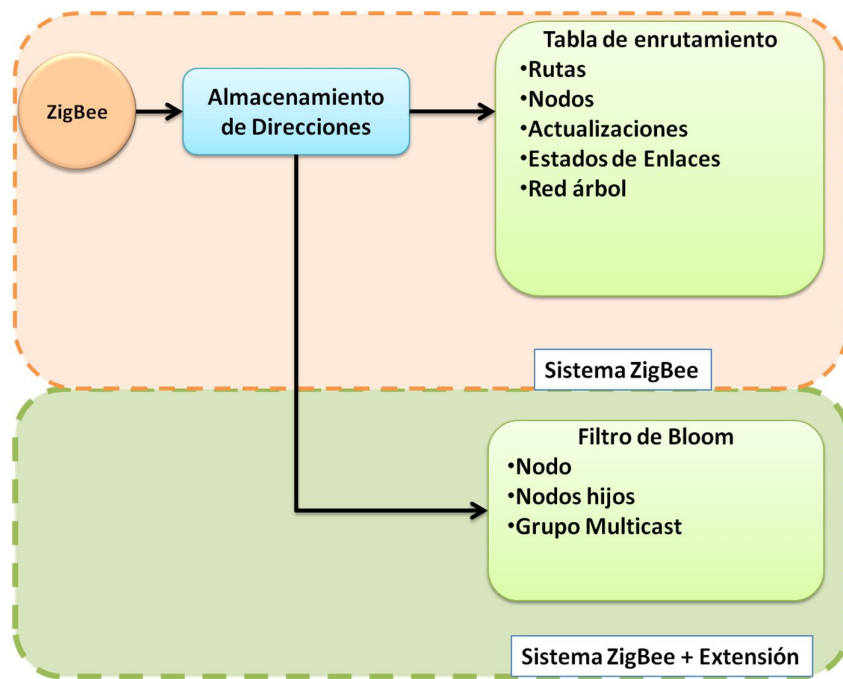 ZigBee
Almacenamiento
de Direcciones
Tabla de enrutamiento
•Rutas
•Nodos
•Actualizaciones
•Estados de Enlaces
•Red árbol
Sistema ZigBee
Filtro de Bloom
•Nodo
•Nodos hijos
•Grupo Multicast
Sistema ZigBee + Extensión